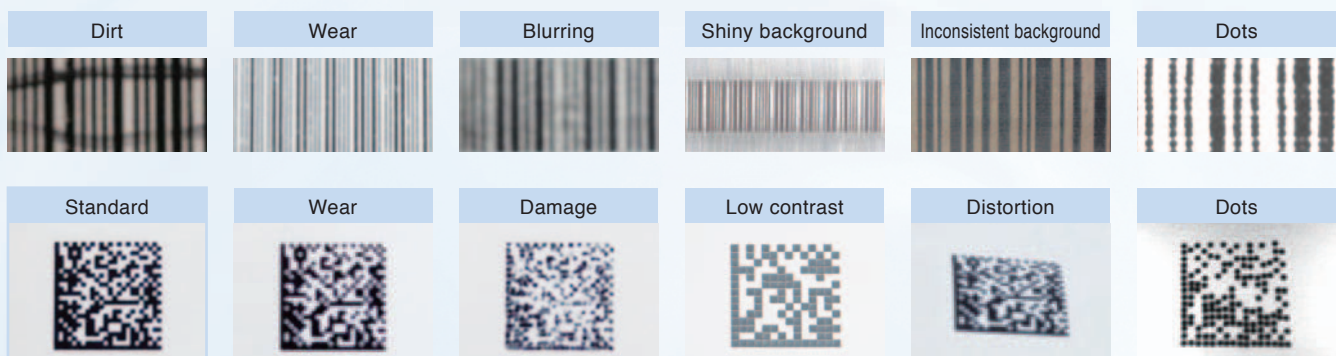 Dirt
Wear
Blurring
Shiny background
Inconsistent background
Dots
Standard
Wear
Damage
Low contrast
Distortion
Dots